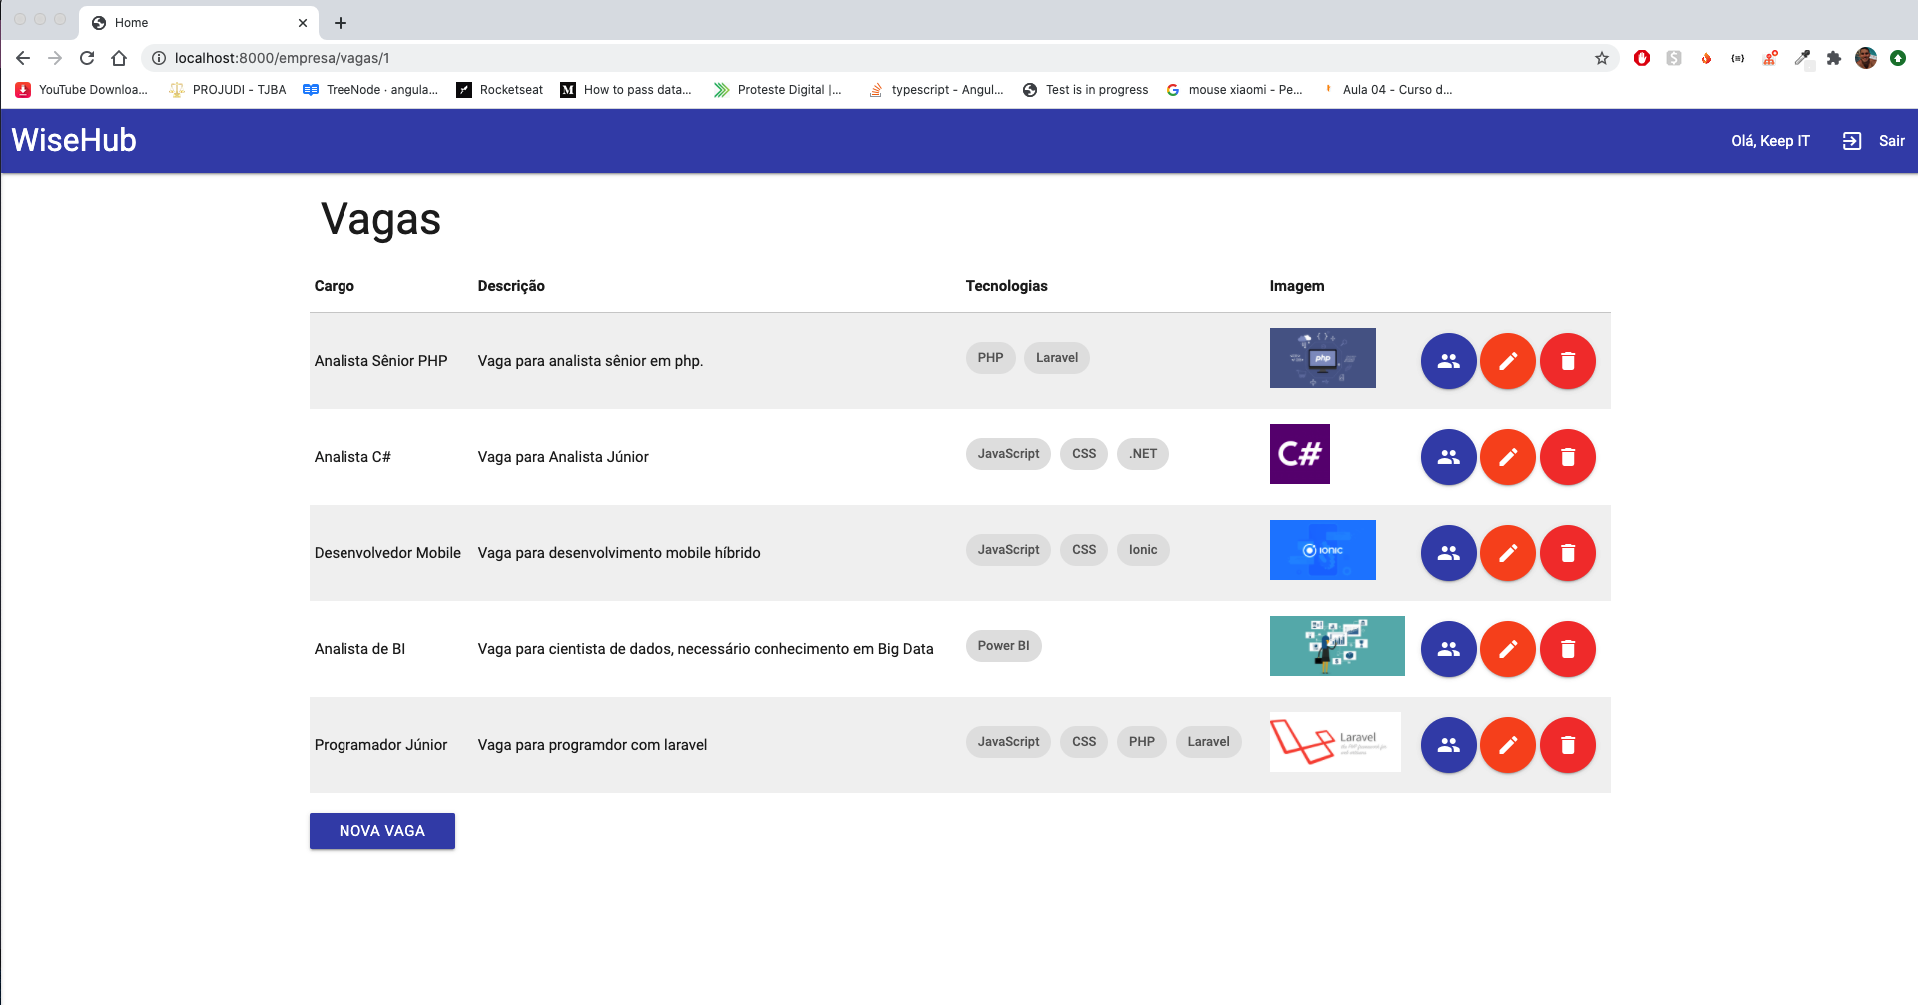 Home
localhost:8000/empresa/vagas/1
YouTube Downloa... PROJUDI - TJBA TreeNode · angula... Rocketseat How to pass data... Proteste Digital |... typescript - Angul... Test is in progress mouse xiaomi - Pe... Aula 04 - Curso d...
WiseHub Olá, Keep IT Sair
Vagas
Cargo Descrição Tecnologias Imagem
Analista Sênior PHP Vaga para analista sênior em php. PHP Laravel php
Analista C# Vaga para Analista Júnior JavaScript CSS .NET C#
Desenvolvedor Mobile Vaga para desenvolvimento mobile híbrido JavaScript CSS Ionic IONIC
Analista de BI Vaga para cientista de dados, necessário conhecimento em Big Data Power BI
Programador Júnior Vaga para programdor com laravel JavaScript CSS PHP Laravel Laravel
NOVA VAGA